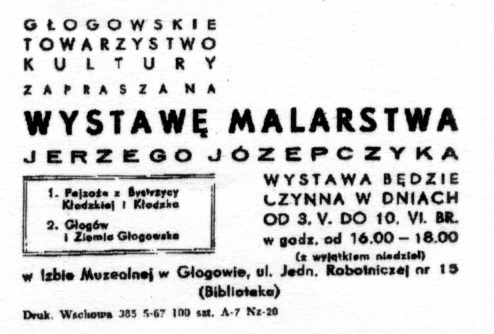 GŁOGOWSKIE
TOWARZYSTWO
KULTURY
ZAPRASZA NA
WYSTAWĘ MALARSTWA
JERZEGO JÓZEPCZYKA
1. Pejzaże z Bystrzycy
Kłodzkiej i Kłodzka
2. Głogów
i Ziemia Głogowska
WYSTAWA BĘDZIE
CZYNNA W DNIACH
OD 3. V. DO 10. VI. BR.
w godz. od 16.00 – 18.00
(z wyjątkiem niedziel)
w Izbie Muzealnej w Głogowie, ul. Jedn. Robotniczej nr 15
(Biblioteka)
Druk. Wschowa 385 5-67 100 szt. A-7 Nz-20